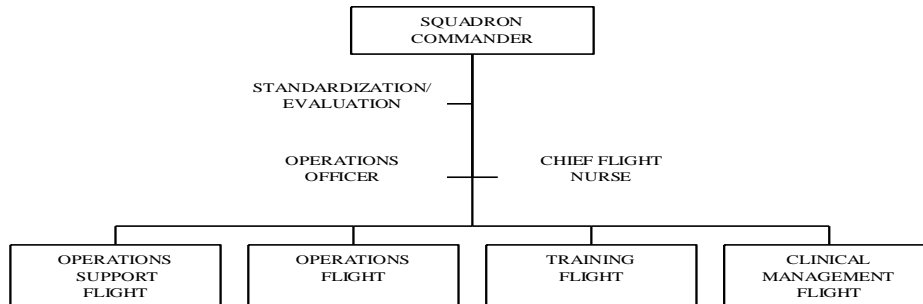 SQUADRON
COMMANDER
STANDARDIZATION/
EVALUATION
OPERATIONS
OFFICER
CHIEF FLIGHT
NURSE
OPERATIONS
SUPPORT
FLIGHT
OPERATIONS
FLIGHT
TRAINING
FLIGHT
CLINICAL
MANAGEMENT
FLIGHT